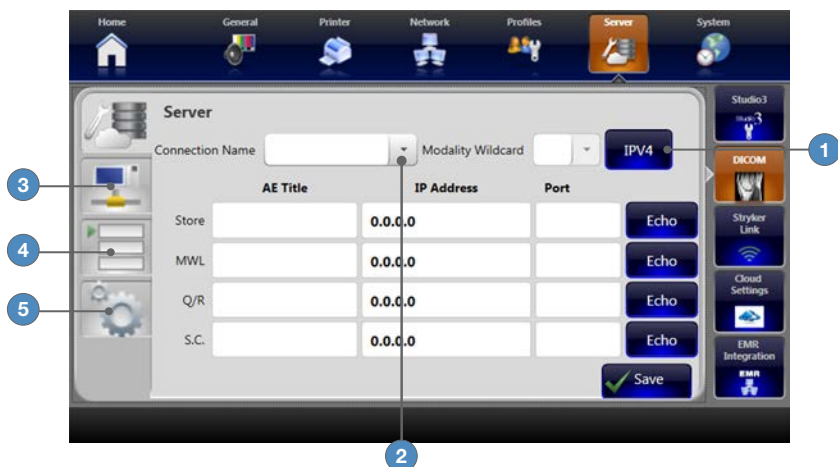 Home General Printer Network Profiles Server System
Studio3
Server
Connection Name Modality Wildcard IPV4
1
DICOM
AE Title IP Address Port
3
Store 0.0.0.0 Echo
Stryker
Link
4
MWL 0.0.0.0 Echo
Cloud
Settings
5
Q/R 0.0.0.0 Echo
S.C. 0.0.0.0 Echo
EMR
Integration
Save
EMR
2